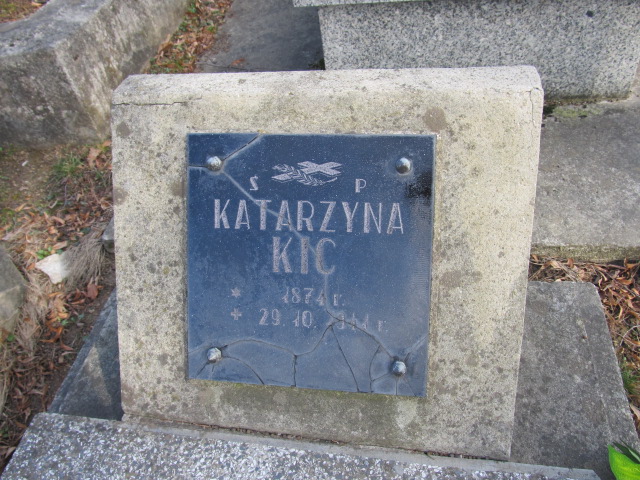 Ś P
KATARZYNA
KIC
* 1874 r.
+ 29.10. r.